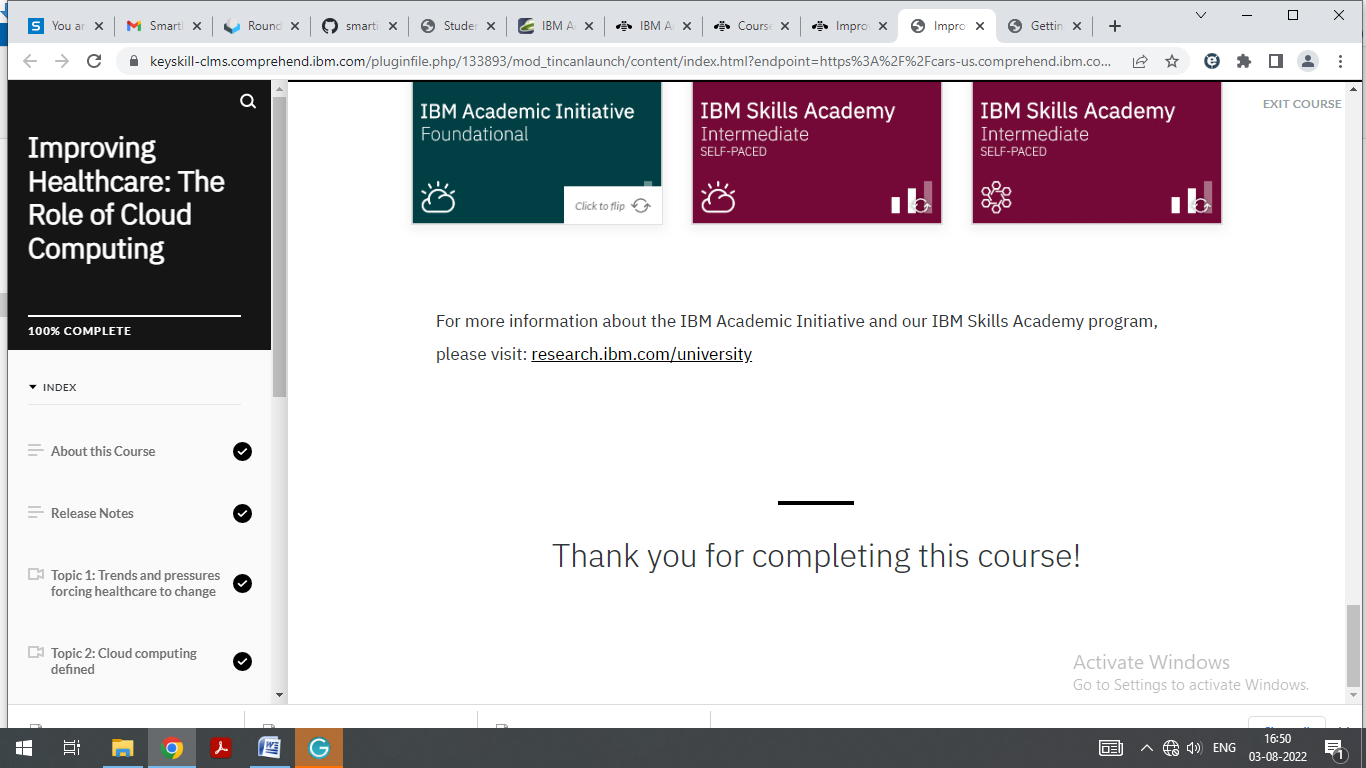 You ar
Smartl
Round
smarti
Studer
IBM A
IBM A
Course
Impro
Impro
Gettin
keyskill-clms.comprehend.ibm.com/pluginfile.php/133893/mod_tincanlaunch/content/index.html?endpoint=https%3A%2F%2Fcars-us.comprehend.ibm.co...
Improving
Healthcare: The
Role of Cloud
Computing
100% COMPLETE
INDEX
About this Course
Release Notes
Topic 1: Trends and pressures
forcing healthcare to change
Topic 2: Cloud computing
defined
EXIT COURSE
IBM Academic Initiative
Foundational
Click to flip
IBM Skills Academy
Intermediate
SELF-PACED
IBM Skills Academy
Intermediate
SELF-PACED
For more information about the IBM Academic Initiative and our IBM Skills Academy program,
please visit: research.ibm.com/university
Thank you for completing this course!
Activate Windows
Go to Settings to activate Windows.
ENG
16:50
03-08-2022
1